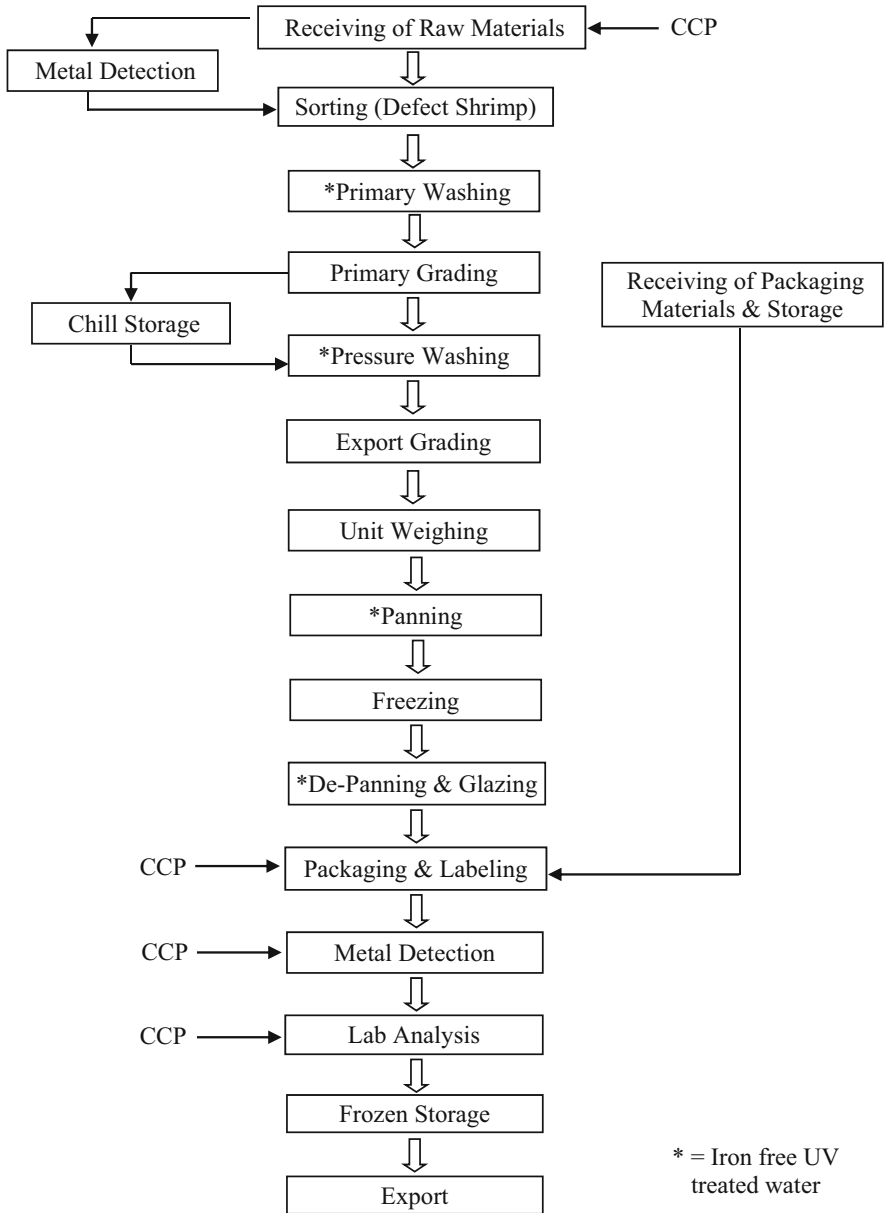 Receiving of Raw Materials
CCP
Metal Detection
Sorting (Defect Shrimp)
*Primary Washing
Primary Grading
Receiving of Packaging
Materials & Storage
Chill Storage
*Pressure Washing
Export Grading
Unit Weighing
*Panning
Freezing
*De-Panning & Glazing
CCP
Packaging & Labeling
CCP
Metal Detection
CCP
Lab Analysis
Frozen Storage
* = Iron free UV
treated water
Export